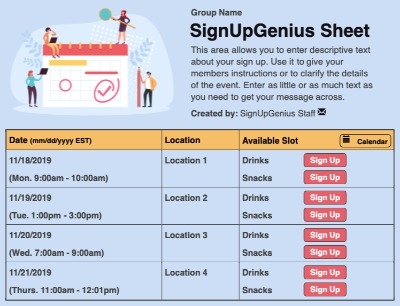 Group Name
SignUpGenius Sheet
This area allows you to enter descriptive text
about your sign up. Use it to give your
members instructions or to clarify the details
of the event. Enter as little or as much text as
you need to get your message across.
Created by: SignUpGenius Staff
Date (mm/dd/yyyy EST) Location Available Slot Calendar
11/18/2019 Location 1 Drinks Sign Up
(Mon. 9:00am - 10:00am) Snacks Sign Up
11/19/2019 Location 2 Drinks Sign Up
(Tue. 1:00pm - 3:00pm) Snacks Sign Up
11/20/2019 Location 3 Drinks Sign Up
(Wed. 7:00am - 9:00am) Snacks Sign Up
11/21/2019 Location 4 Drinks Sign Up
(Thurs. 11:00am - 12:01pm) Snacks Sign Up